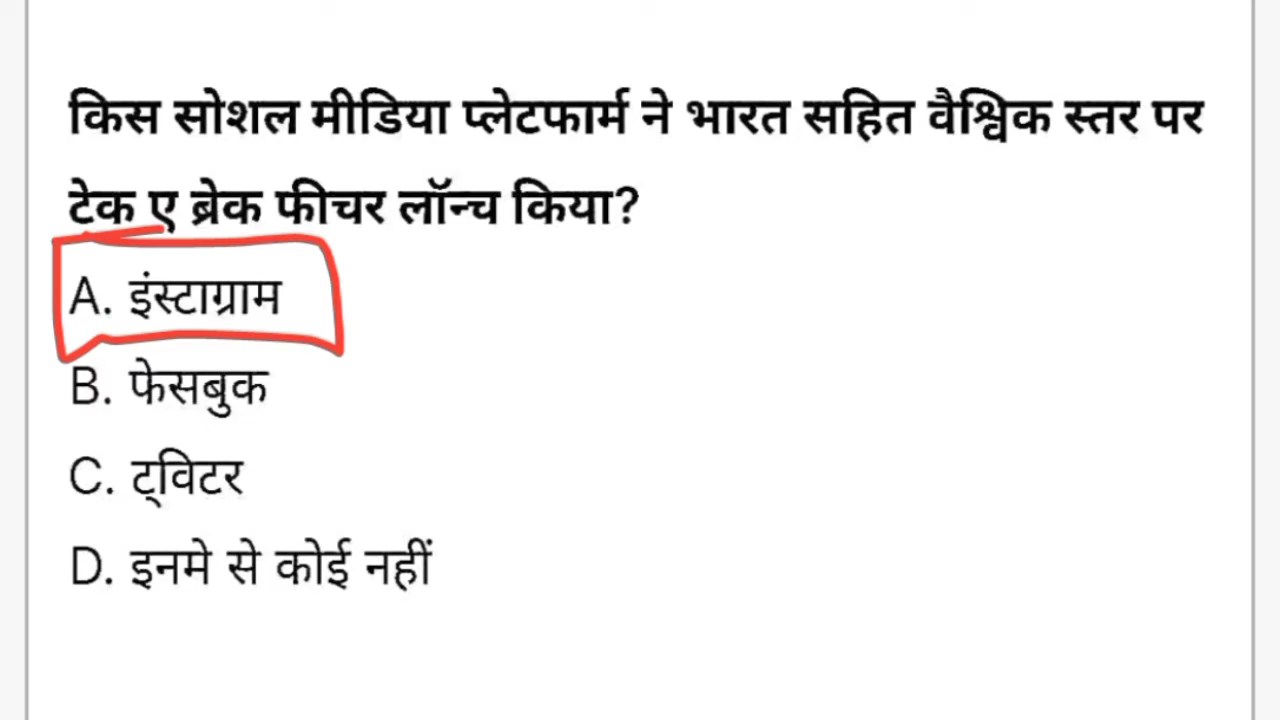 किस सोशल मीडिया प्लेटफार्म ने भारत सहित वैश्विक स्तर पर
टेक ए ब्रेक फीचर लॉन्च किया?
A. इंस्टाग्राम
B. फेसबुक
C. ट्विटर
D. इनमे से कोई नहीं